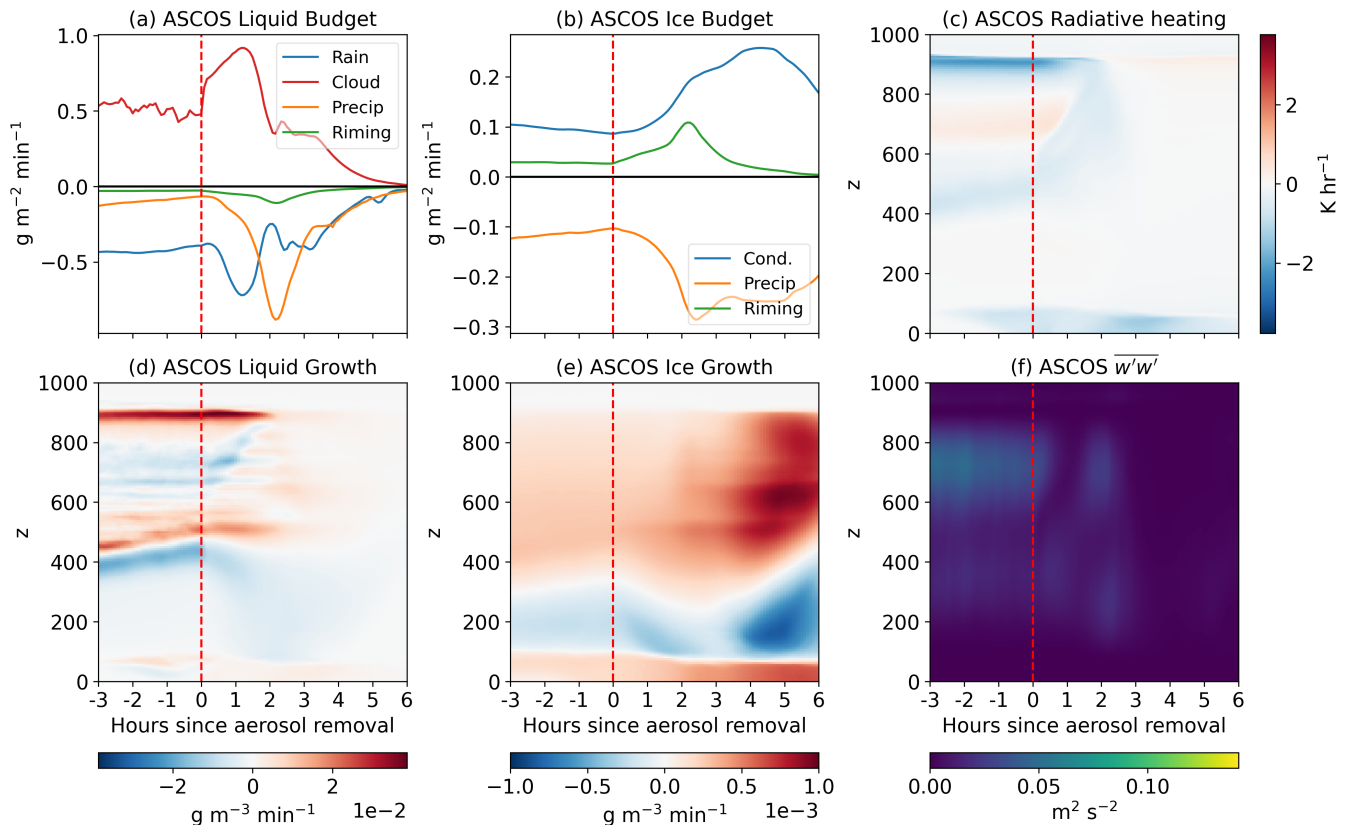 (a) ASCOS Liquid Budget
1.0
0.5
0.0
−0.5
g m⁻² min⁻¹
Rain
Cloud
Precip
Riming
(b) ASCOS Ice Budget
0.2
0.1
0.0
−0.1
−0.2
−0.3
g m⁻² min⁻¹
Cond.
Precip
Riming
(c) ASCOS Radiative heating
1000
800
600
400
200
0
z
2
0
−2
K hr⁻¹
(d) ASCOS Liquid Growth
1000
800
600
400
200
0
z
-3 -2 -1 0 1 2 3 4 5 6
Hours since aerosol removal
−2 0 2
g m⁻³ min⁻¹ 1e−2
(e) ASCOS Ice Growth
-3 -2 -1 0 1 2 3 4 5 6
Hours since aerosol removal
−1.0 −0.5 0.0 0.5 1.0
g m⁻³ min⁻¹ 1e−3
(f) ASCOS w′w′
1000
800
600
400
200
0
z
-3 -2 -1 0 1 2 3 4 5 6
Hours since aerosol removal
0.00 0.05 0.10
m² s⁻²